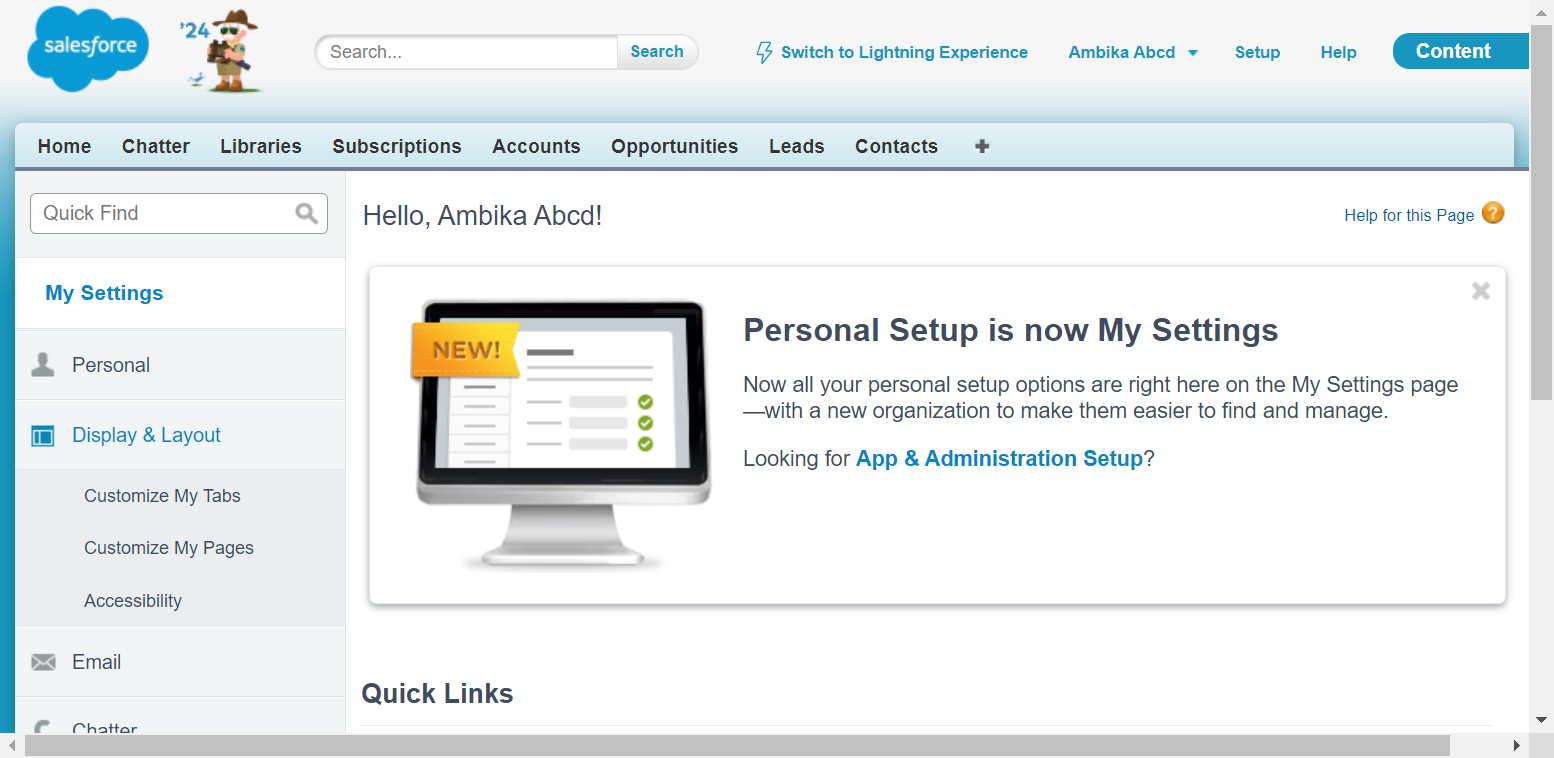 salesforce
'24
Search...
Search
Switch to Lightning Experience
Ambika Abcd
Setup
Help
Content
Home
Chatter
Libraries
Subscriptions
Accounts
Opportunities
Leads
Contacts
Quick Find
Hello, Ambika Abcd!
Help for this Page
?
My Settings
Personal
Display & Layout
Customize My Tabs
Customize My Pages
Accessibility
Email
Chatter
NEW!
Personal Setup is now My Settings
Now all your personal setup options are right here on the My Settings page
—with a new organization to make them easier to find and manage.
Looking for App & Administration Setup?
Quick Links